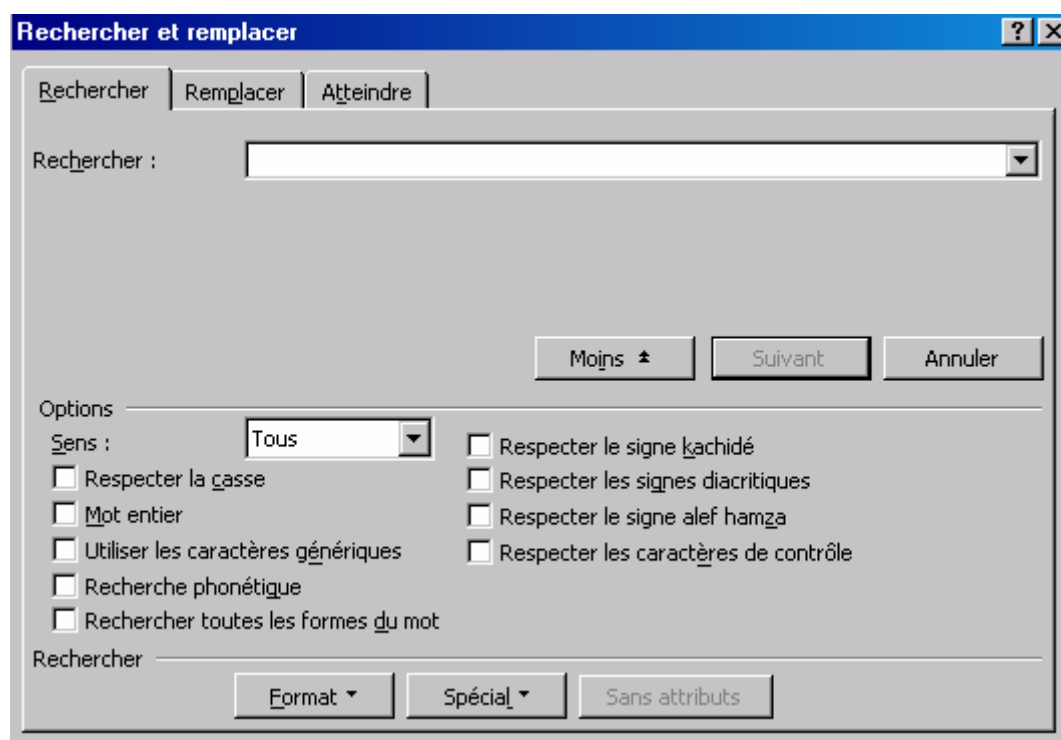 Rechercher et remplacer
Rechercher Remplacer Atteindre
Rechercher :
Moins Suivant Annuler
Options
Sens : Tous
Respecter la casse
Mot entier
Utiliser les caractères génériques
Recherche phonétique
Rechercher toutes les formes du mot
Respecter le signe kachidé
Respecter les signes diacritiques
Respecter le signe alef hamza
Respecter les caractères de contrôle
Rechercher
Format Spécial Sans attributs